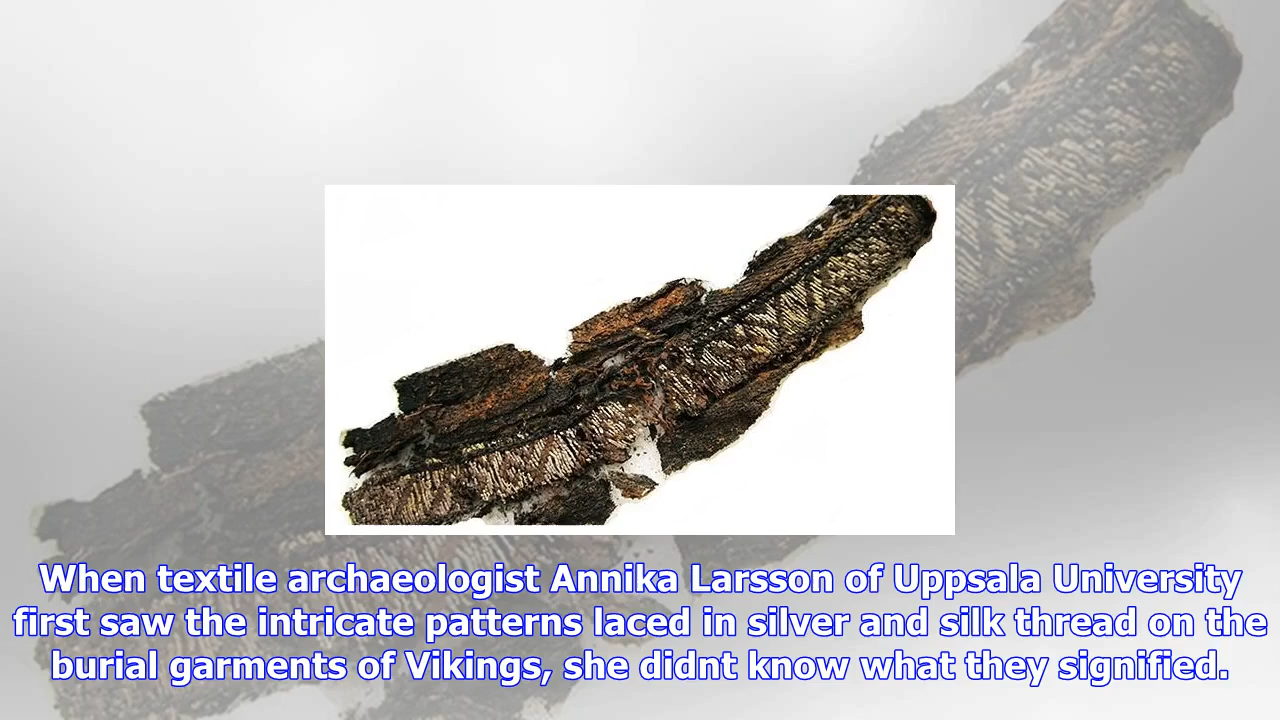 When textile archaeologist Annika Larsson of Uppsala University
first saw the intricate patterns laced in silver and silk thread on the
burial garments of Vikings, she didnt know what they signified.